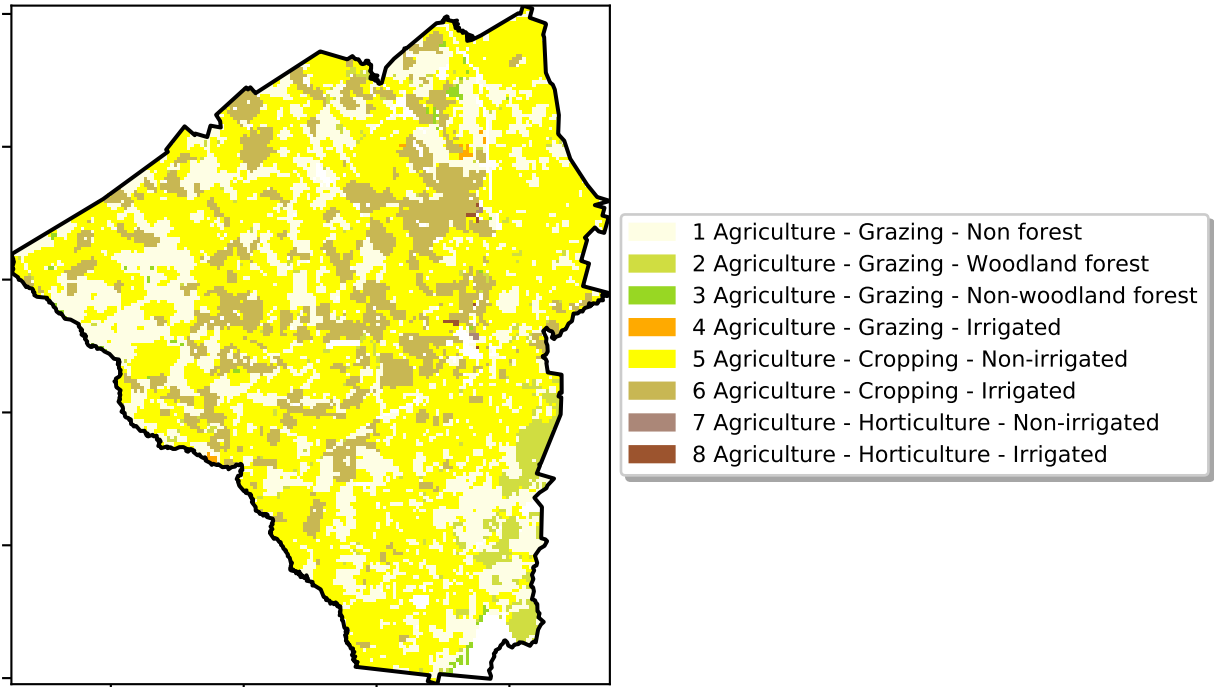 1 Agriculture - Grazing - Non forest
2 Agriculture - Grazing - Woodland forest
3 Agriculture - Grazing - Non-woodland forest
4 Agriculture - Grazing - Irrigated
5 Agriculture - Cropping - Non-irrigated
6 Agriculture - Cropping - Irrigated
7 Agriculture - Horticulture - Non-irrigated
8 Agriculture - Horticulture - Irrigated